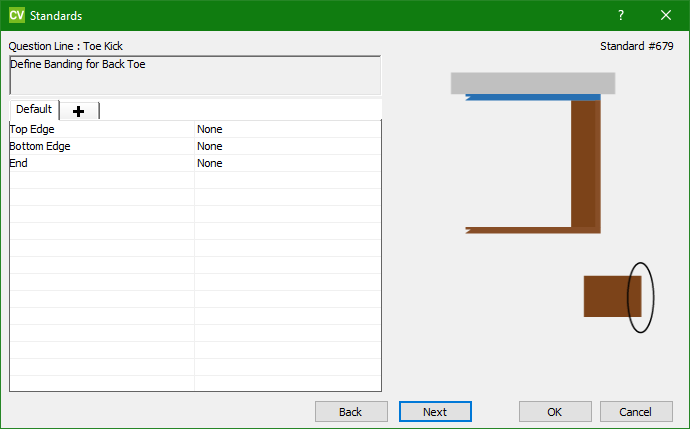 CV Standards ?
Question Line : Toe Kick Standard #679
Define Banding for Back Toe
Default
Top Edge None
Bottom Edge None
End None
Back Next OK Cancel